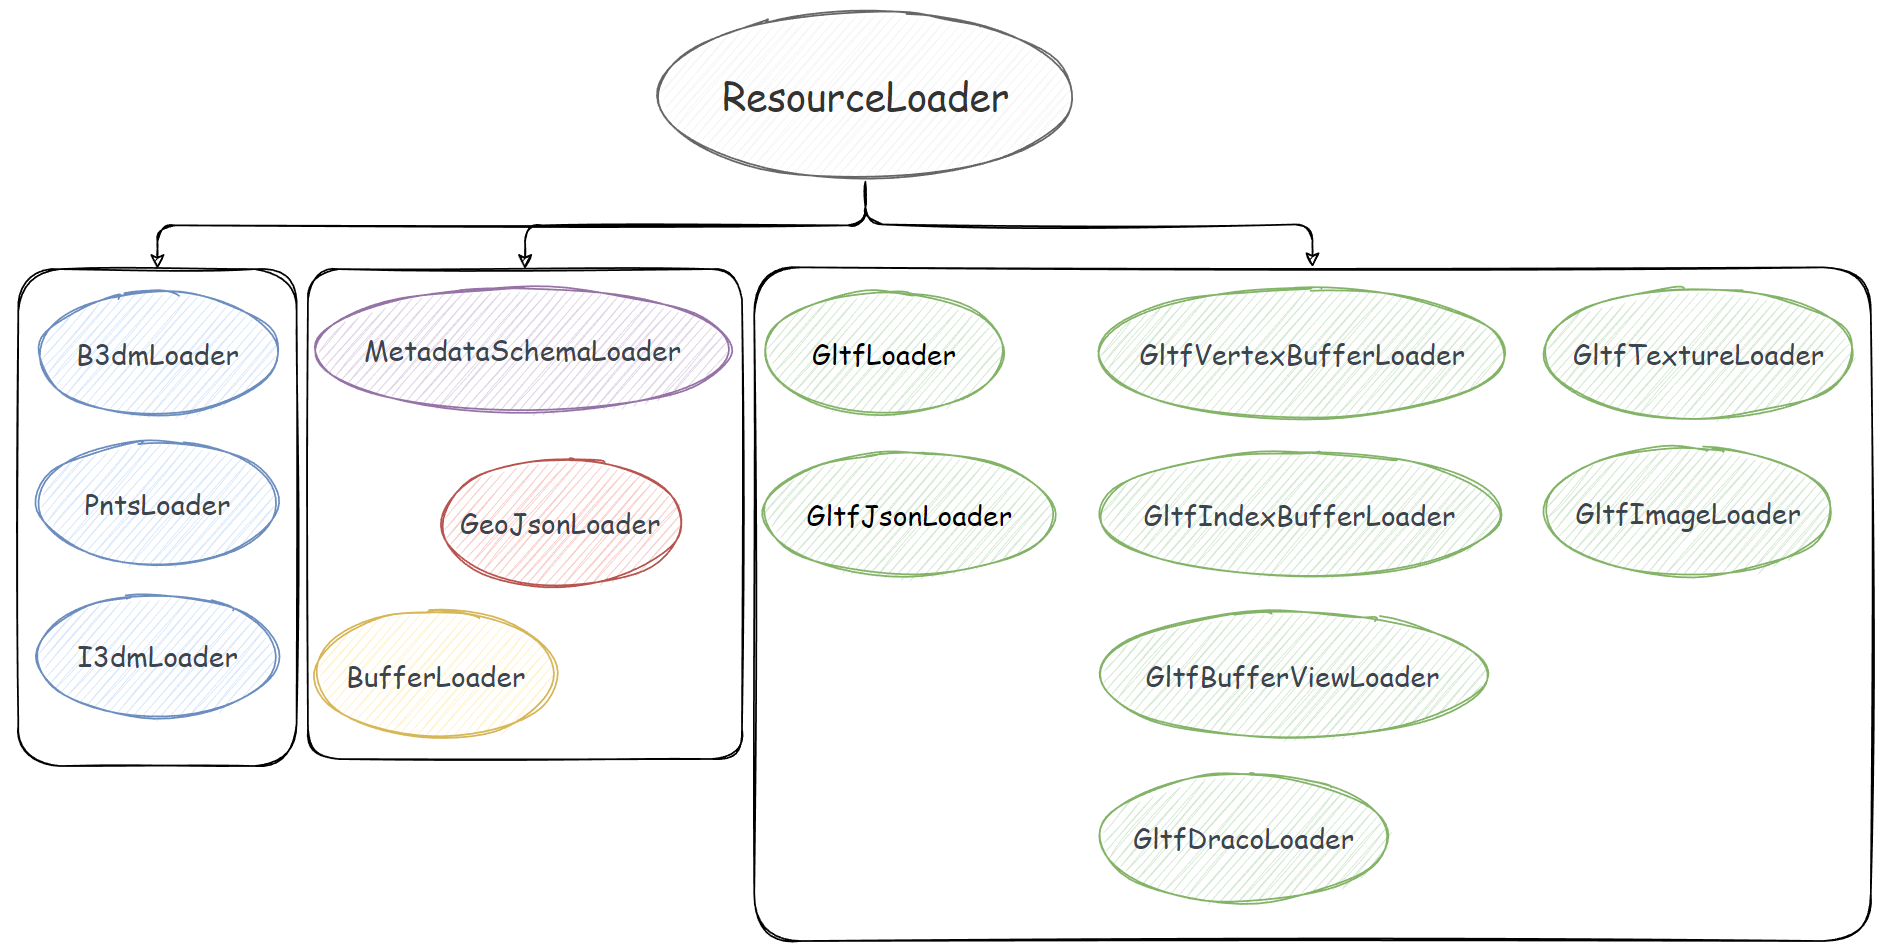 ResourceLoader
B3dmLoader
PntsLoader
I3dmLoader
MetadataSchemaLoader
GeoJsonLoader
BufferLoader
GltfLoader
GltfJsonLoader
GltfVertexBufferLoader
GltfIndexBufferLoader
GltfBufferViewLoader
GltfDracoLoader
GltfTextureLoader
GltfImageLoader